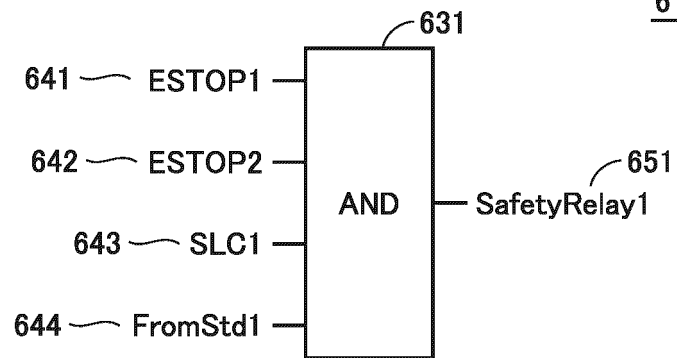 6
631
641 ESTOP1
642 ESTOP2
651
AND SafetyRelay1
643 SLC1
644 FromStd1